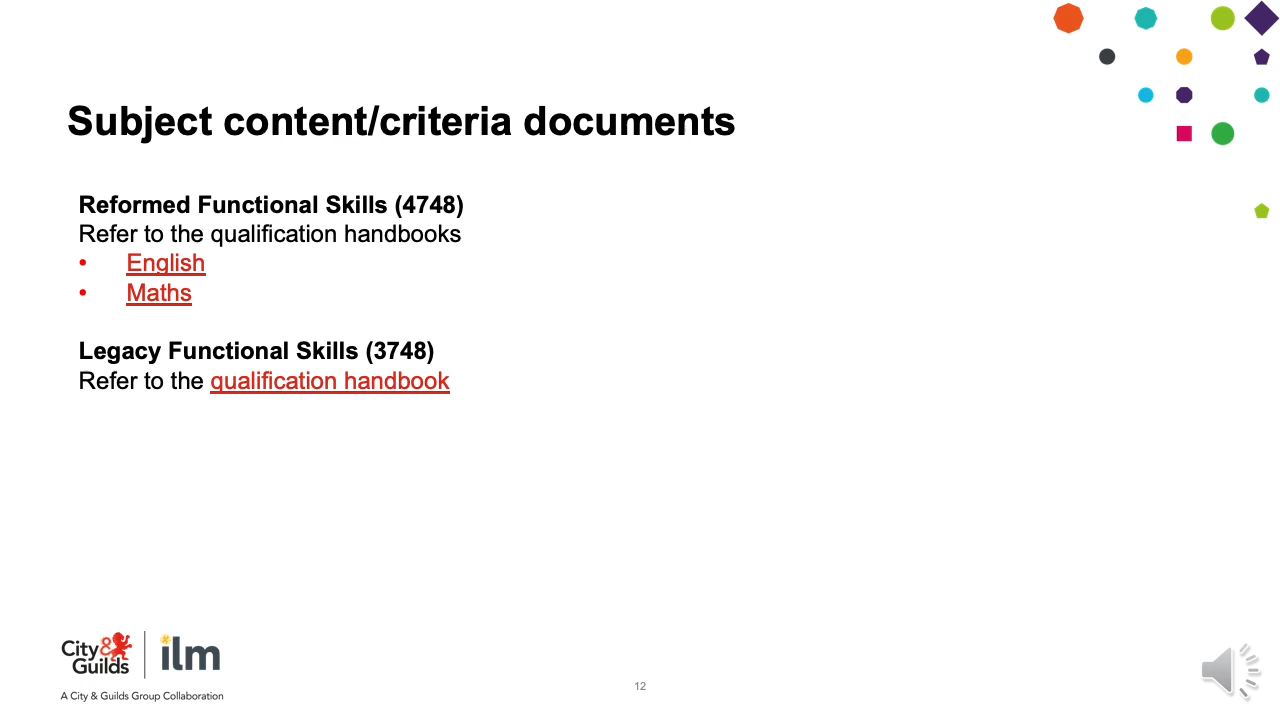 Subject content/criteria documents
Reformed Functional Skills (4748)
Refer to the qualification handbooks
• English
• Maths
Legacy Functional Skills (3748)
Refer to the qualification handbook
City & Guilds
ilm
A City & Guilds Group Collaboration
12